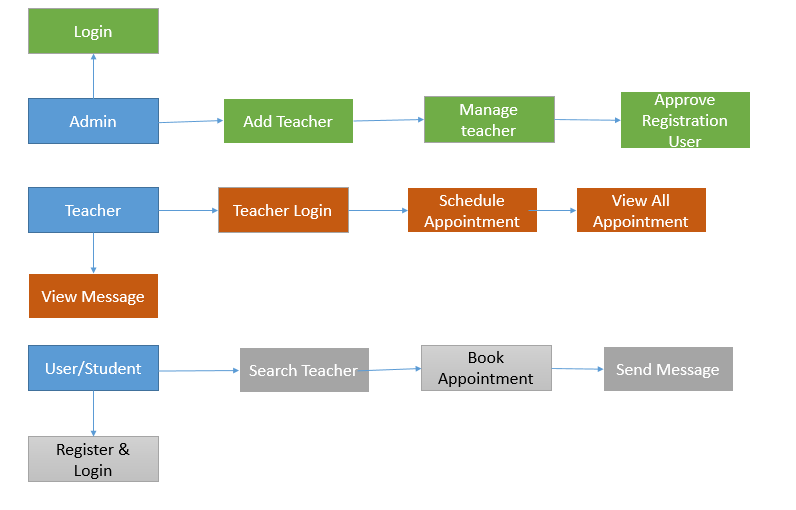 Login
Admin
Add Teacher
Manage
teacher
Approve
Registration
User
Teacher
Teacher Login
Schedule
Appointment
View All
Appointment
View Message
User/Student
Search Teacher
Book
Appointment
Send Message
Register &
Login